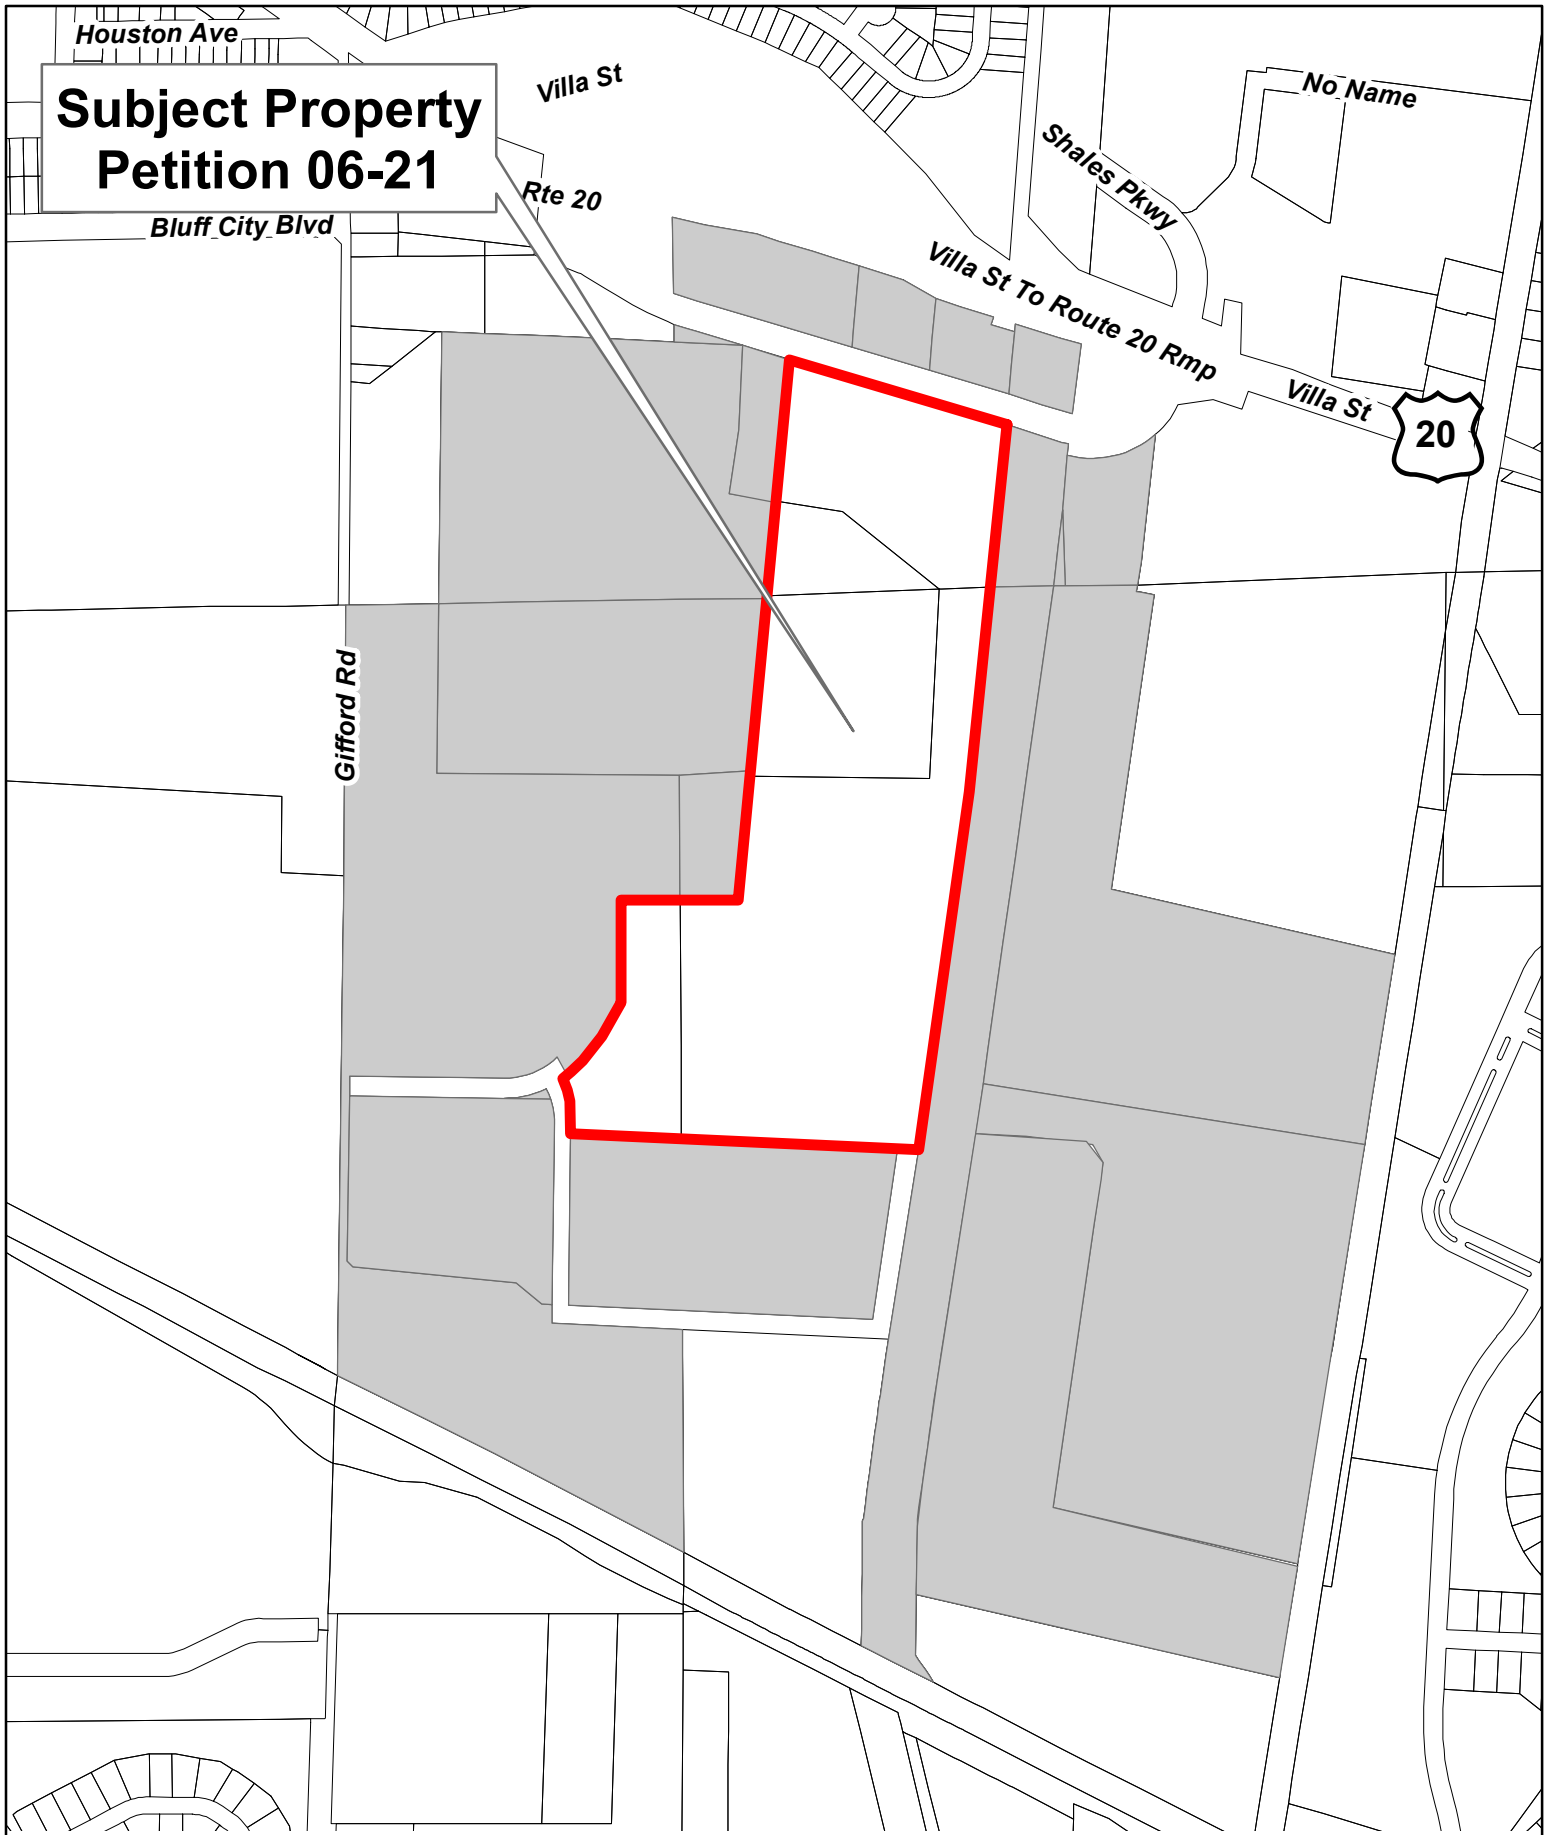 Houston Ave
Subject Property
Petition 06-21
Villa St
No Name
Shales Pkwy
Rte 20
Bluff City Blvd
Villa St To Route 20 Rmp
Villa St
20
Gifford Rd